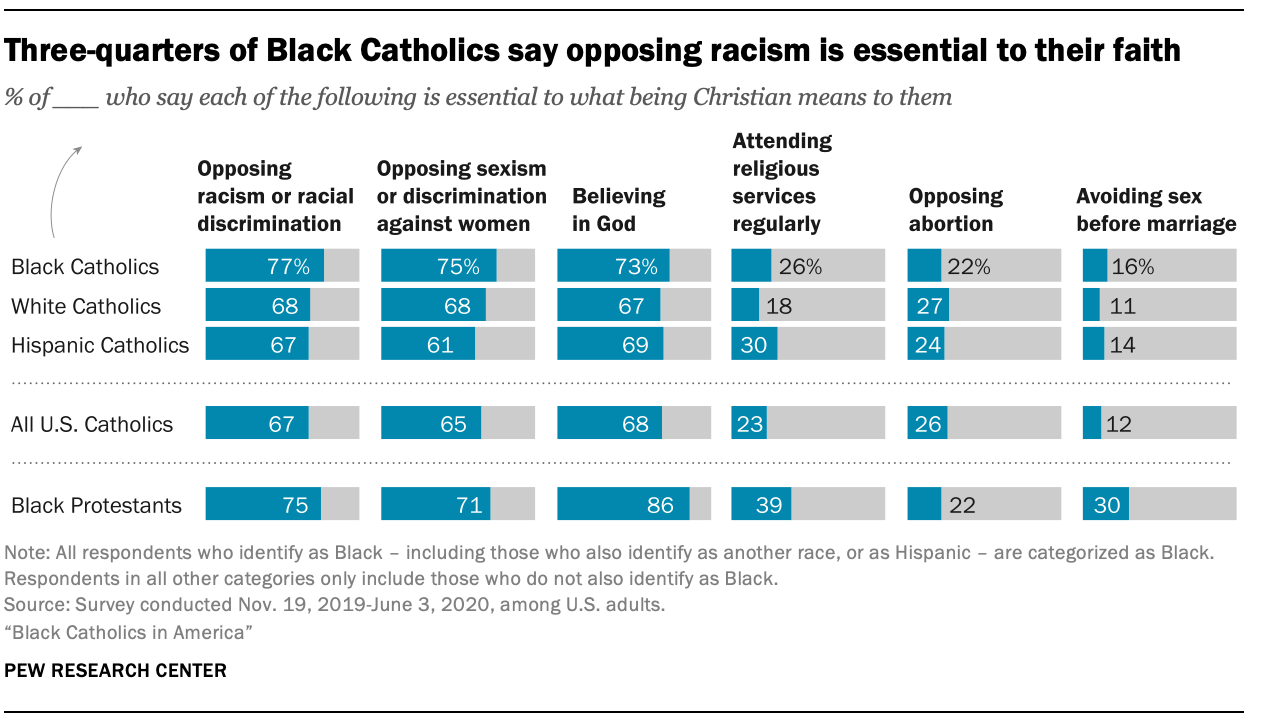 Three-quarters of Black Catholics say opposing racism is essential to their faith
% of ___ who say each of the following is essential to what being Christian means to them
Opposing racism or racial discrimination
Opposing sexism or discrimination against women
Believing in God
Attending religious services regularly
Opposing abortion
Avoiding sex before marriage
Black Catholics 77% 75% 73% 26% 22% 16%
White Catholics 68 68 67 18 27 11
Hispanic Catholics 67 61 69 30 24 14
All U.S. Catholics 67 65 68 23 26 12
Black Protestants 75 71 86 39 22 30
Note: All respondents who identify as Black – including those who also identify as another race, or as Hispanic – are categorized as Black.
Respondents in all other categories only include those who do not also identify as Black.
Source: Survey conducted Nov. 19, 2019-June 3, 2020, among U.S. adults.
“Black Catholics in America”
PEW RESEARCH CENTER